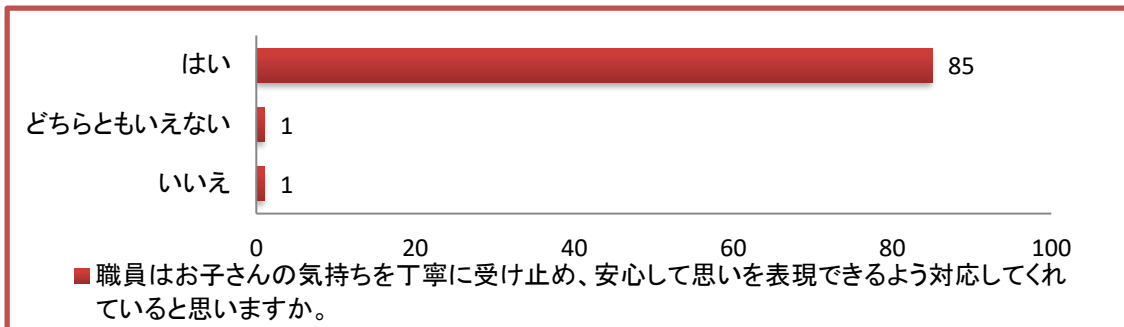 はい 85
どちらともいえない 1
いいえ 1
0 20 40 60 80 100
職員はお子さんの気持ちを丁寧に受け止め、安心して思いを表現できるよう対応してくれ
ていると思いますか。